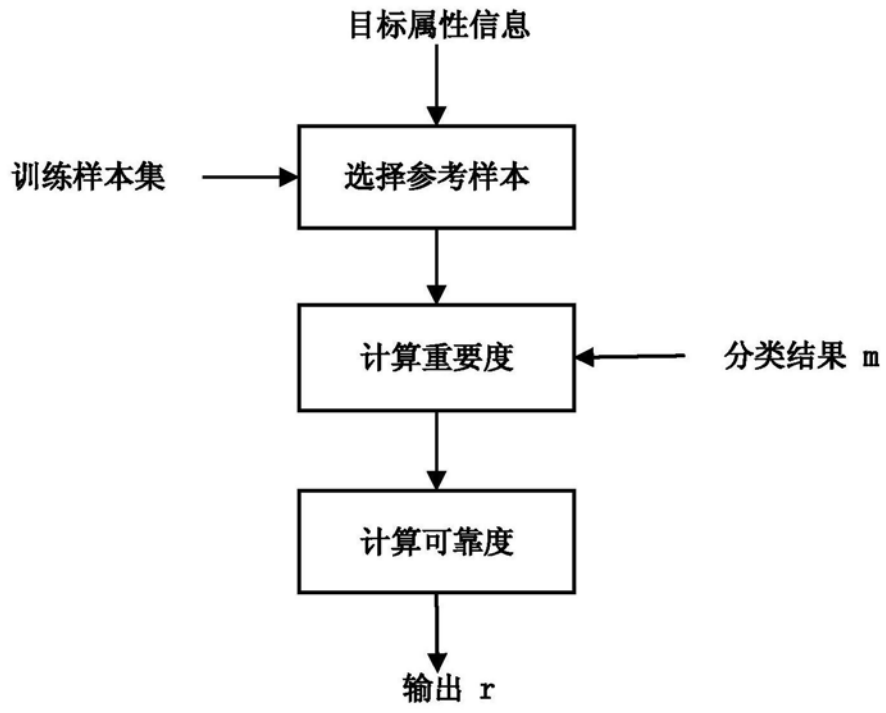 目标属性信息
训练样本集
选择参考样本
计算重要度
分类结果 m
计算可靠度
输出 r